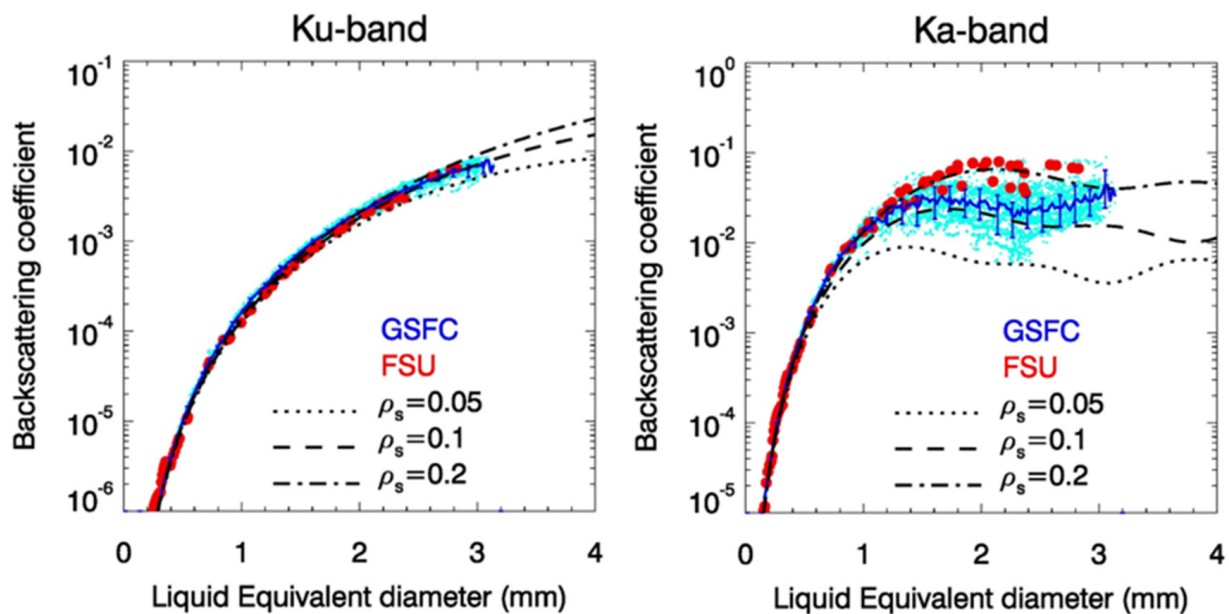 Ku-band
Backscattering coefficient
10⁻¹
10⁻²
10⁻³
10⁻⁴
10⁻⁵
10⁻⁶
GSFC
FSU
ρₛ=0.05
ρₛ=0.1
ρₛ=0.2
0 1 2 3 4
Liquid Equivalent diameter (mm)
Ka-band
Backscattering coefficient
10⁰
10⁻¹
10⁻²
10⁻³
10⁻⁴
10⁻⁵
GSFC
FSU
ρₛ=0.05
ρₛ=0.1
ρₛ=0.2
0 1 2 3 4
Liquid Equivalent diameter (mm)